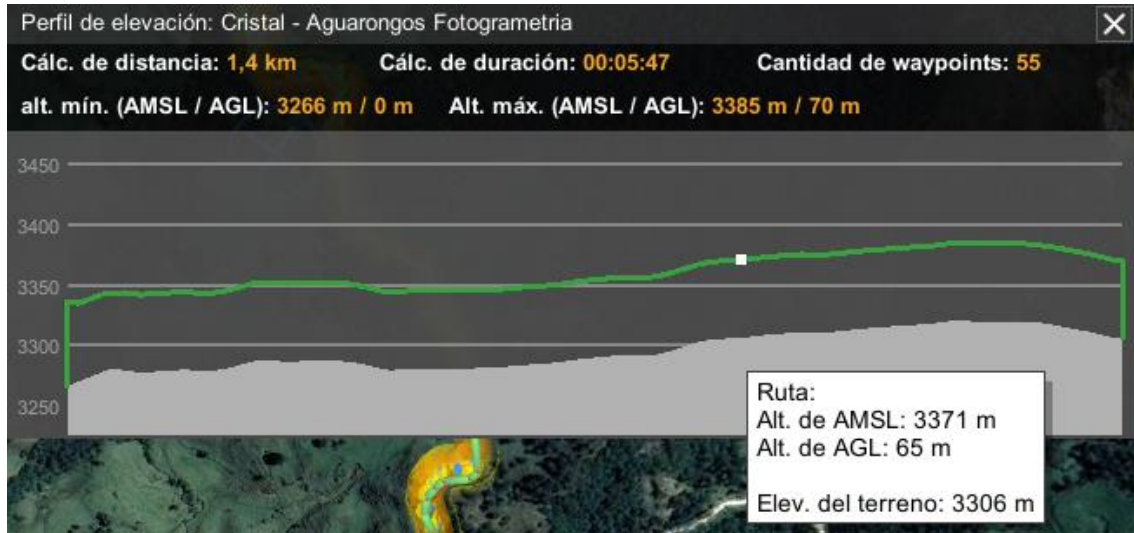 Perfil de elevación: Cristal - Aguarongos Fotogrametria
Cálc. de distancia: 1,4 km Cálc. de duración: 00:05:47 Cantidad de waypoints: 55
alt. mín. (AMSL / AGL): 3266 m / 0 m Alt. máx. (AMSL / AGL): 3385 m / 70 m
3450
3400
3350
3300
3250
Ruta:
Alt. de AMSL: 3371 m
Alt. de AGL: 65 m
Elev. del terreno: 3306 m